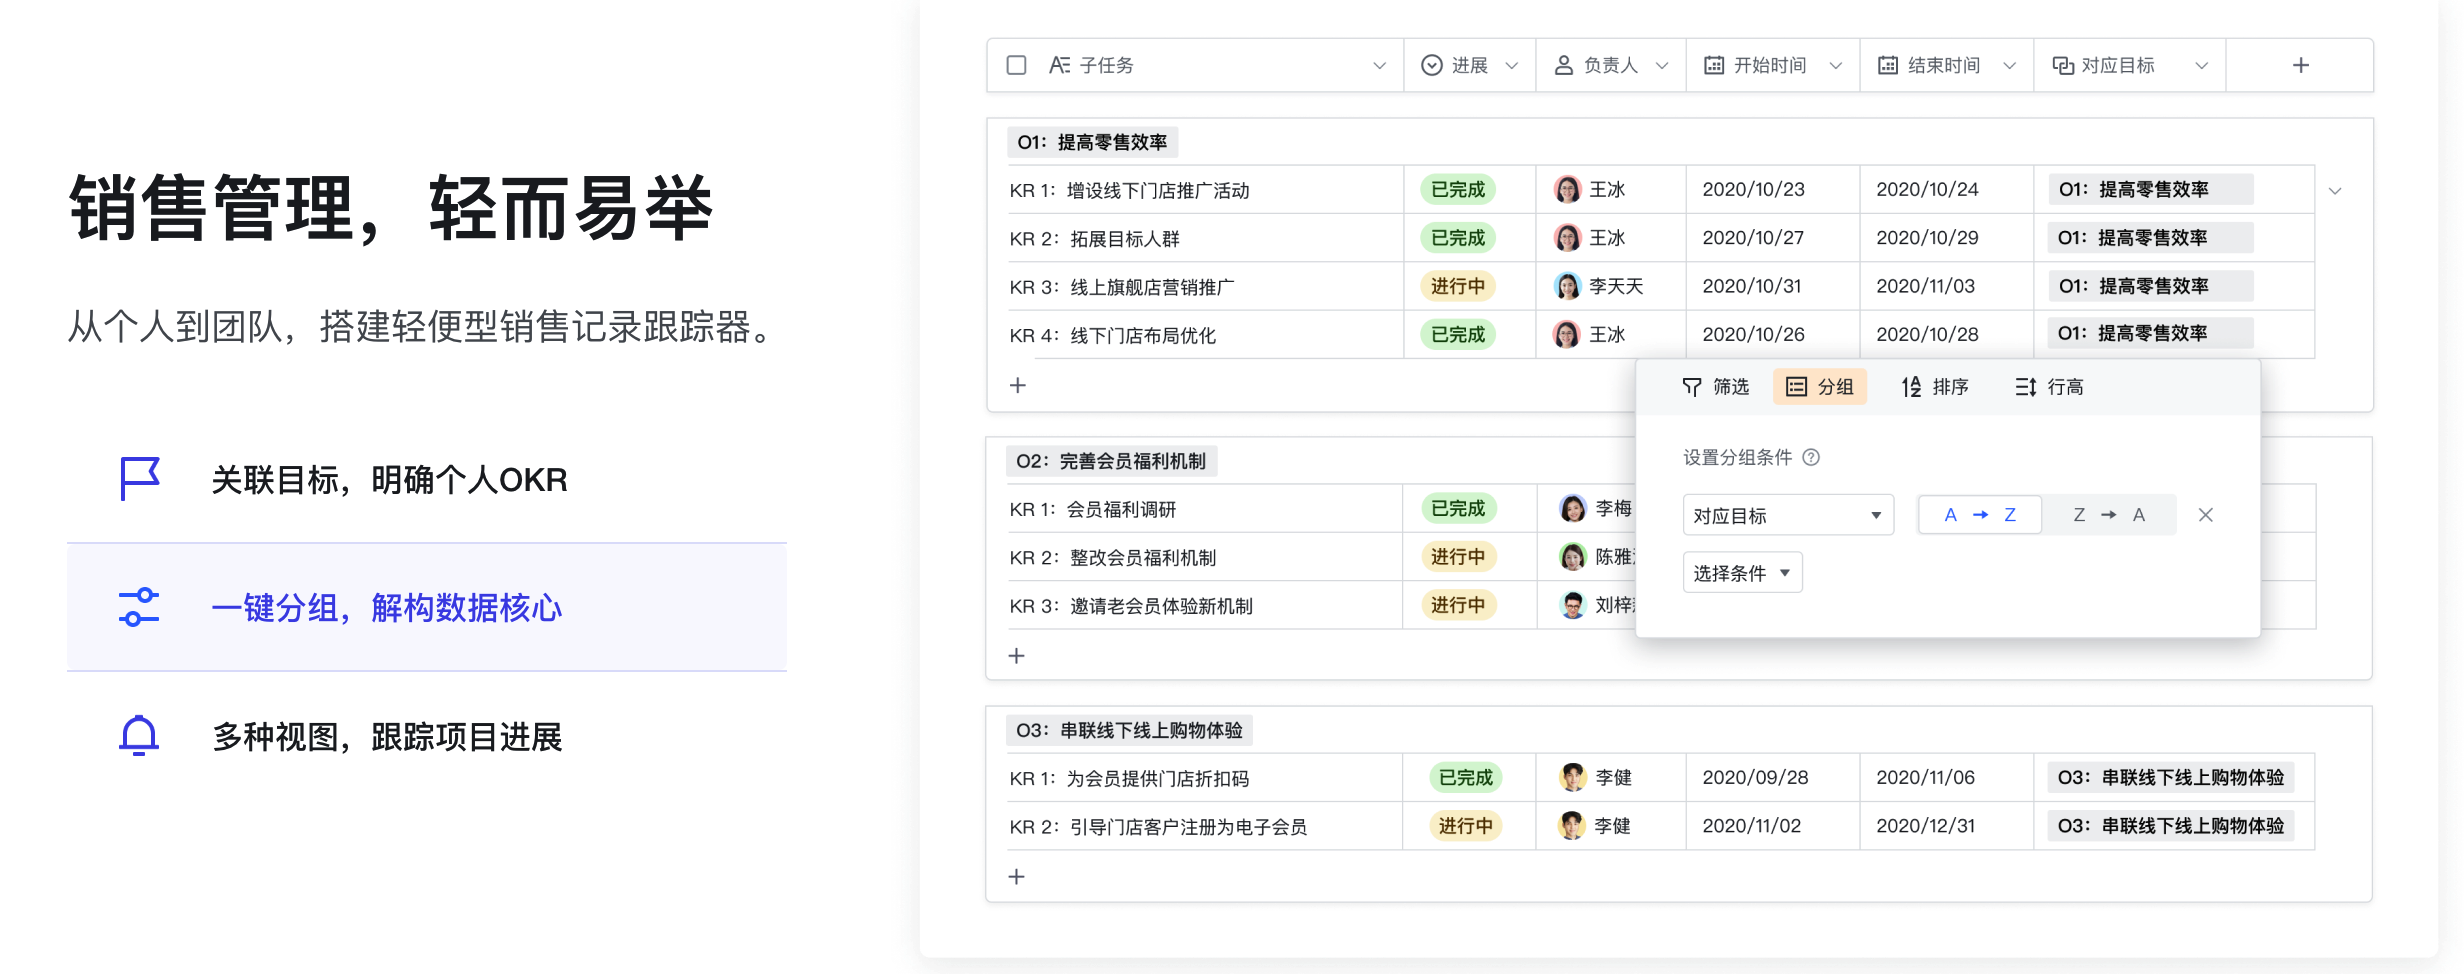 销售管理，轻而易举
从个人到团队，搭建轻便型销售记录跟踪器。
关联目标，明确个人OKR
一键分组，解构数据核心
多种视图，跟踪项目进展
子任务 进展 负责人 开始时间 结束时间 对应目标
O1：提高零售效率
KR 1：增设线下门店推广活动 已完成 王冰 2020/10/23 2020/10/24 O1：提高零售效率
KR 2：拓展目标人群 已完成 王冰 2020/10/27 2020/10/29 O1：提高零售效率
KR 3：线上旗舰店营销推广 进行中 李天天 2020/10/31 2020/11/03 O1：提高零售效率
KR 4：线下门店布局优化 已完成 王冰 2020/10/26 2020/10/28 O1：提高零售效率
筛选 分组 排序 行高
设置分组条件
对应目标 A → Z Z → A
选择条件
O2：完善会员福利机制
KR 1：会员福利调研 已完成 李梅
KR 2：整改会员福利机制 进行中 陈雅
KR 3：邀请老会员体验新机制 进行中 刘梓
O3：串联线下线上购物体验
KR 1：为会员提供门店折扣码 已完成 李健 2020/09/28 2020/11/06 O3：串联线下线上购物体验
KR 2：引导门店客户注册为电子会员 进行中 李健 2020/11/02 2020/12/31 O3：串联线下线上购物体验